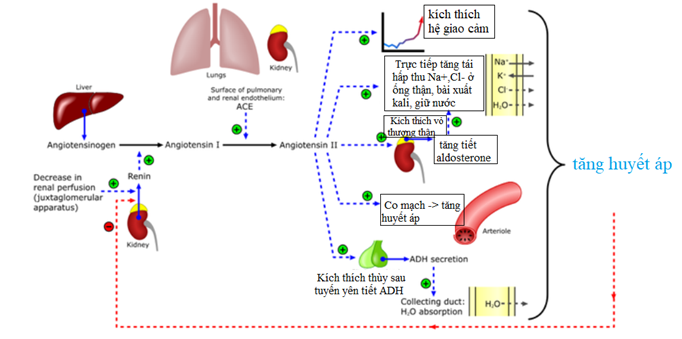 kích thích
hệ giao cảm
Lungs
Kidney
Surface of pulmonary
and renal endothelium:
ACE
Liver
Angiotensinogen
Angiotensin I
Angiotensin II
Trực tiếp tăng tái
hấp thu Na+,Cl- ở
ống thận, bài xuất
kali, giữ nước
Na+
K+
Cl-
H₂O
Kích thích vỏ
thượng thận
tăng tiết
aldosterone
tăng huyết áp
Decrease in
renal perfusion
(juxtaglomerular
apparatus)
Renin
Kidney
Co mạch -> tăng
huyết áp
Arteriole
Kích thích thùy sau
tuyến yên tiết ADH
ADH secretion
Collecting duct:
H₂O absorption
H₂O